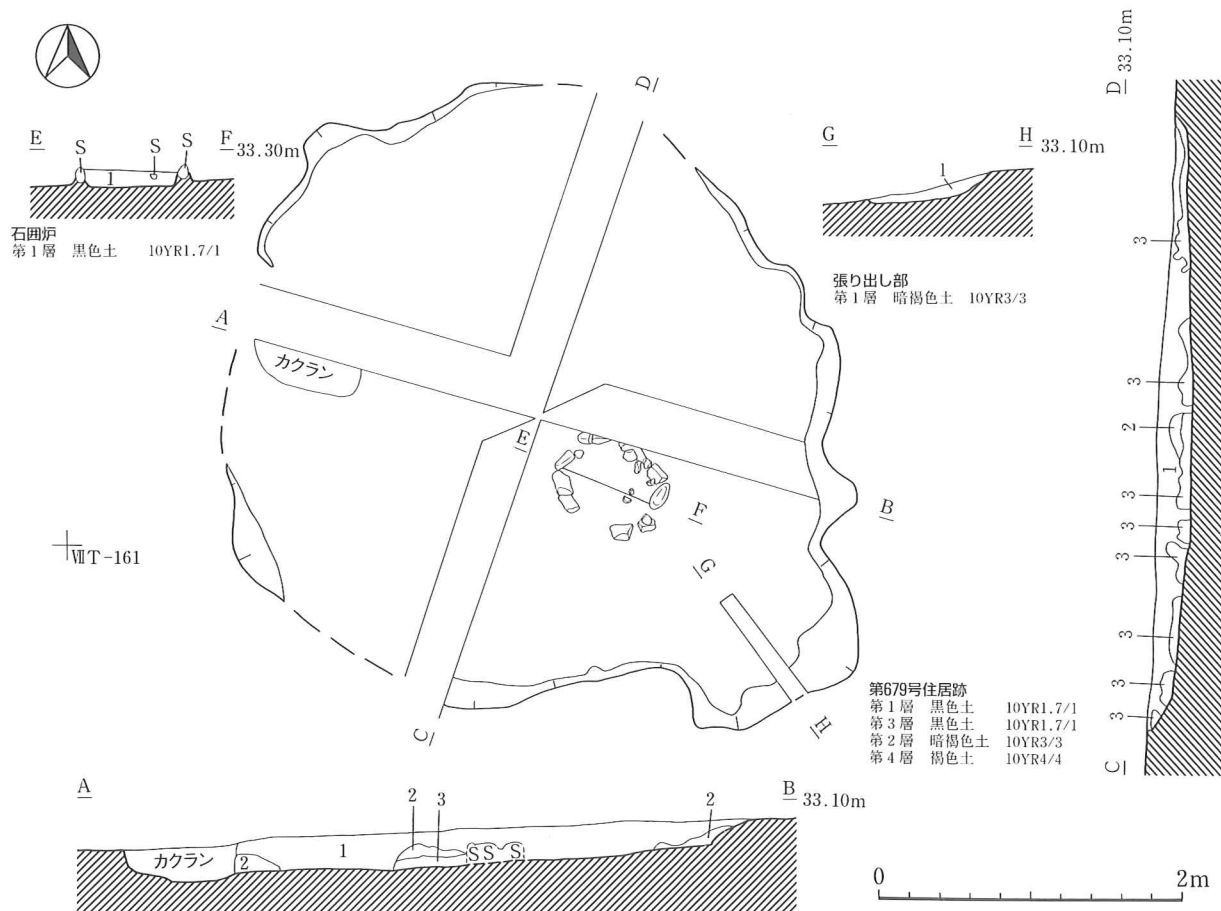 D
33.10m
D
E
F 33.30m
S
S
S
1
石囲炉
第1層 黒色土 10YR1.7/1
G
H 33.10m
1
張り出し部
第1層 暗褐色土 10YR3/3
A
カクラン
E
F
B
G
H
C
ⅦT-161
第679号住居跡
第1層 黒色土 10YR1.7/1
第3層 黒色土 10YR1.7/1
第2層 暗褐色土 10YR3/3
第4層 褐色土 10YR4/4
3
3
2
1
3
3
3
3
3
3
C
A
B 33.10m
2
3
2
カクラン
2
1
SS S
0
2m